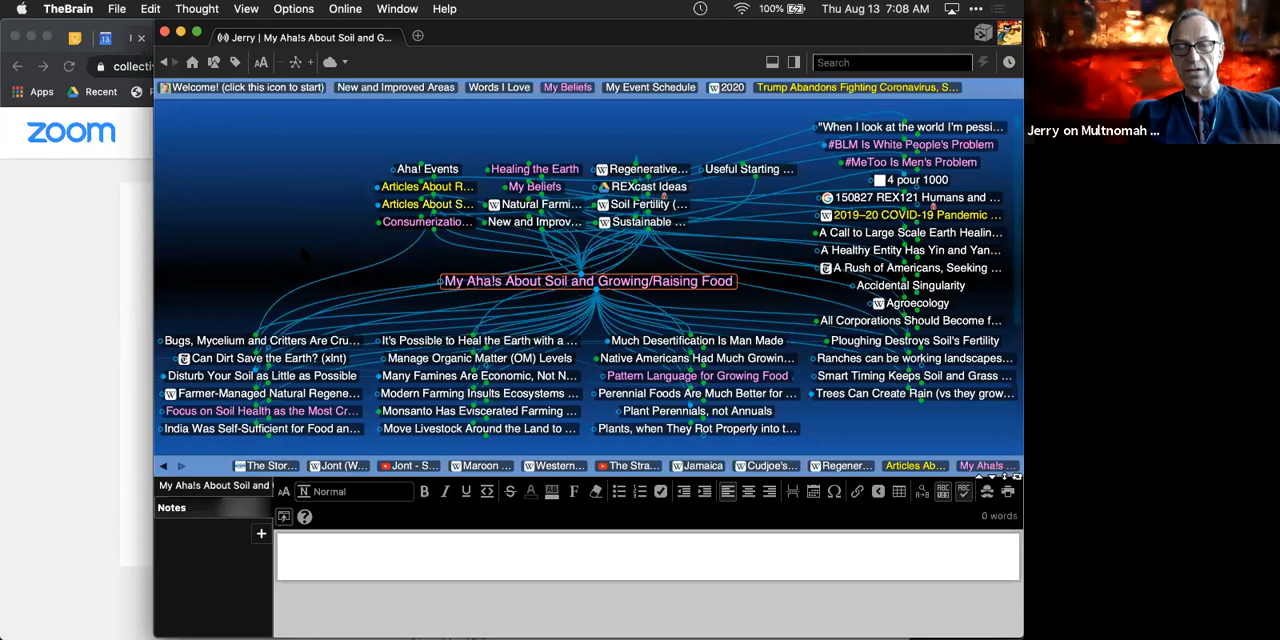 TheBrain File Edit Thought View Options Online Window Help 100% Thu Aug 13 7:08 AM
Jerry | My Aha!s About Soil and G...
collecti
Search
Apps Recent
Welcome! (click this icon to start) New and Improved Areas Words I Love My Beliefs My Event Schedule 2020 Trump Abandons Fighting Coronavirus, S...
zoom
"When I look at the world I'm pessi...
#BLM Is White People's Problem
#MeToo Is Men's Problem
4 pour 1000
150827 REX121 Humans and ...
2019–20 COVID-19 Pandemic ...
A Call to Large Scale Earth Healin...
A Healthy Entity Has Yin and Yan...
A Rush of Americans, Seeking ...
Accidental Singularity
Agroecology
All Corporations Should Become f...
Aha! Events Healing the Earth Regenerative... Useful Starting ...
Articles About R... My Beliefs REXcast Ideas
Articles About S... Natural Farmi... Soil Fertility (...
Consumerizatio... New and Improv... Sustainable ...
My Aha!s About Soil and Growing/Raising Food
Bugs, Mycelium and Critters Are Cru... It's Possible to Heal the Earth with a ... Much Desertification Is Man Made Ploughing Destroys Soil's Fertility
Can Dirt Save the Earth? (xlnt) Manage Organic Matter (OM) Levels Native Americans Had Much Growin... Ranches can be working landscapes...
Disturb Your Soil as Little as Possible Many Famines Are Economic, Not N... Pattern Language for Growing Food Smart Timing Keeps Soil and Grass ...
Farmer-Managed Natural Regene... Modern Farming Insults Ecosystems ... Perennial Foods Are Much Better for ... Trees Can Create Rain (vs they grow...
Focus on Soil Health as the Most Cr... Monsanto Has Eviscerated Farming ... Plant Perennials, not Annuals
India Was Self-Sufficient for Food an... Move Livestock Around the Land to ... Plants, when They Rot Properly into t...
The Stor... Jont (W... Jont - S... Maroon ... Western... The Stra... Jamaica Cudjoe's... Regener... Articles Ab... My Aha!s ...
My Aha!s About Soil and
Normal
Notes
0 words
Jerry on Multnomah ...